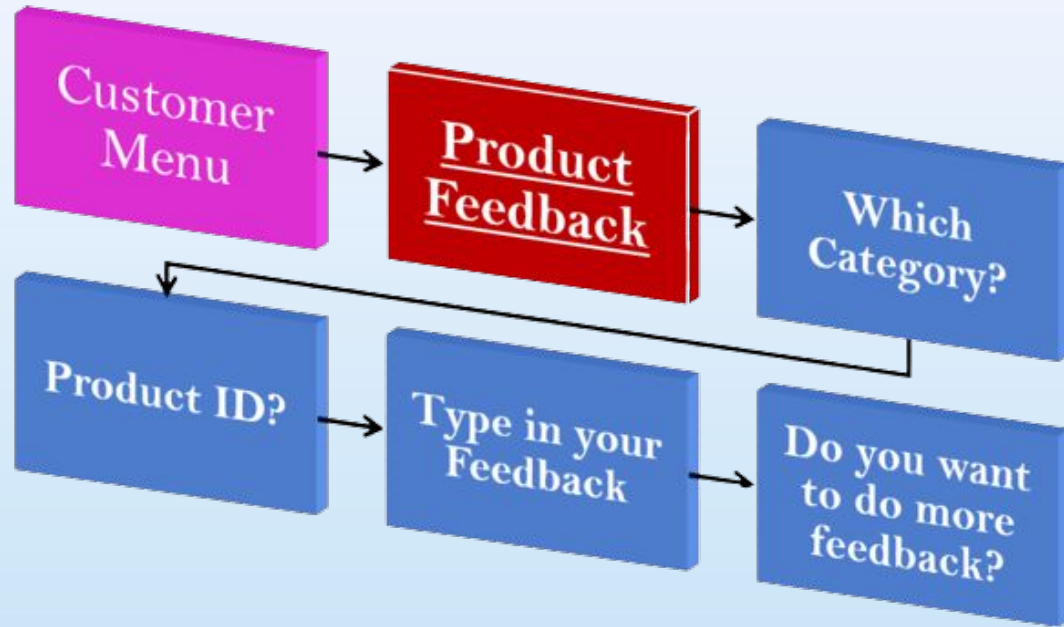 Customer
Menu
Product
Feedback
Which
Category?
Product ID?
Type in your
Feedback
Do you want
to do more
feedback?